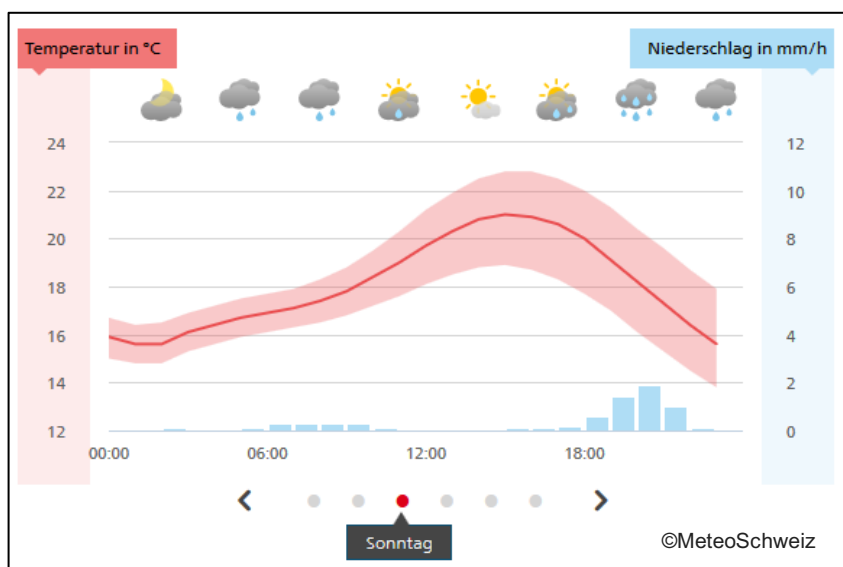 Temperatur in °C
Niederschlag in mm/h
24 12
22 10
20 8
18 6
16 4
14 2
12 0
00:00 06:00 12:00 18:00
Sonntag
©MeteoSchweiz